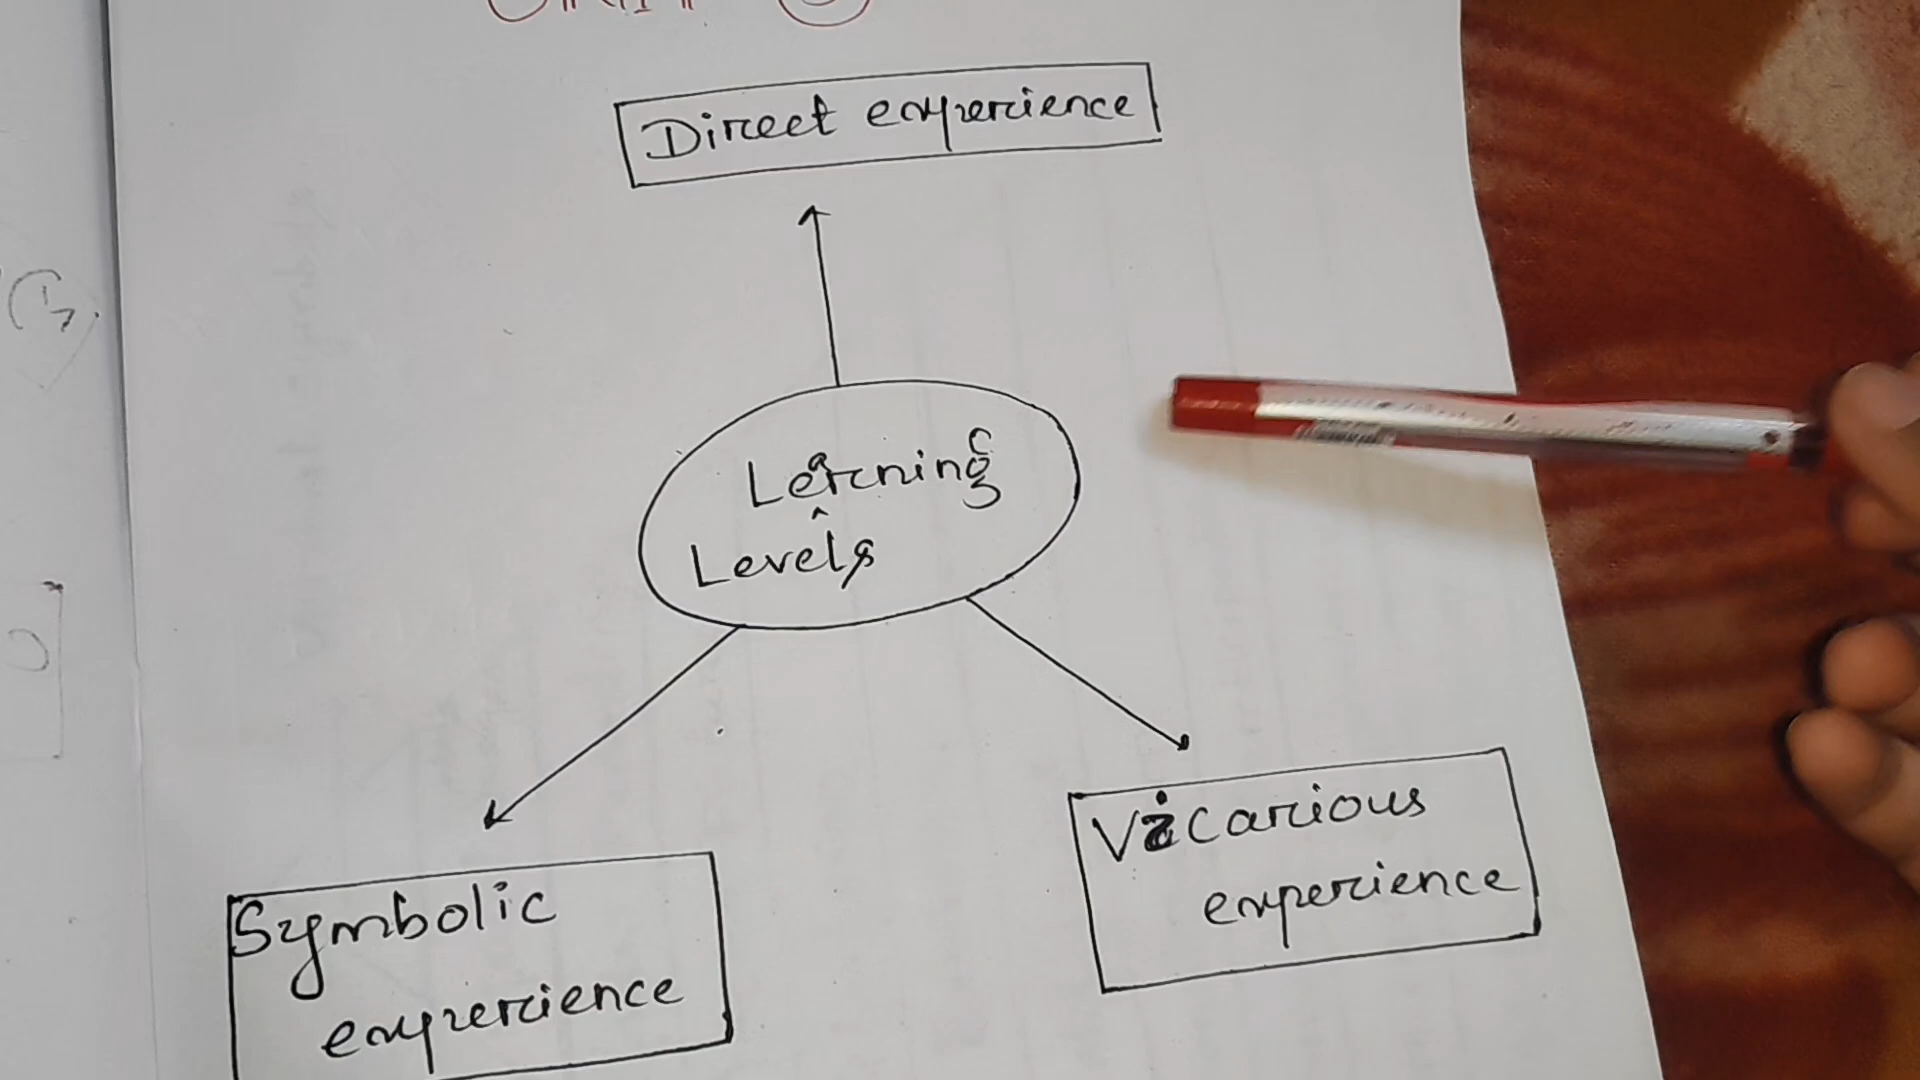 Direct experience
Learning
Levels
Vicarious
experience
Symbolic
experience